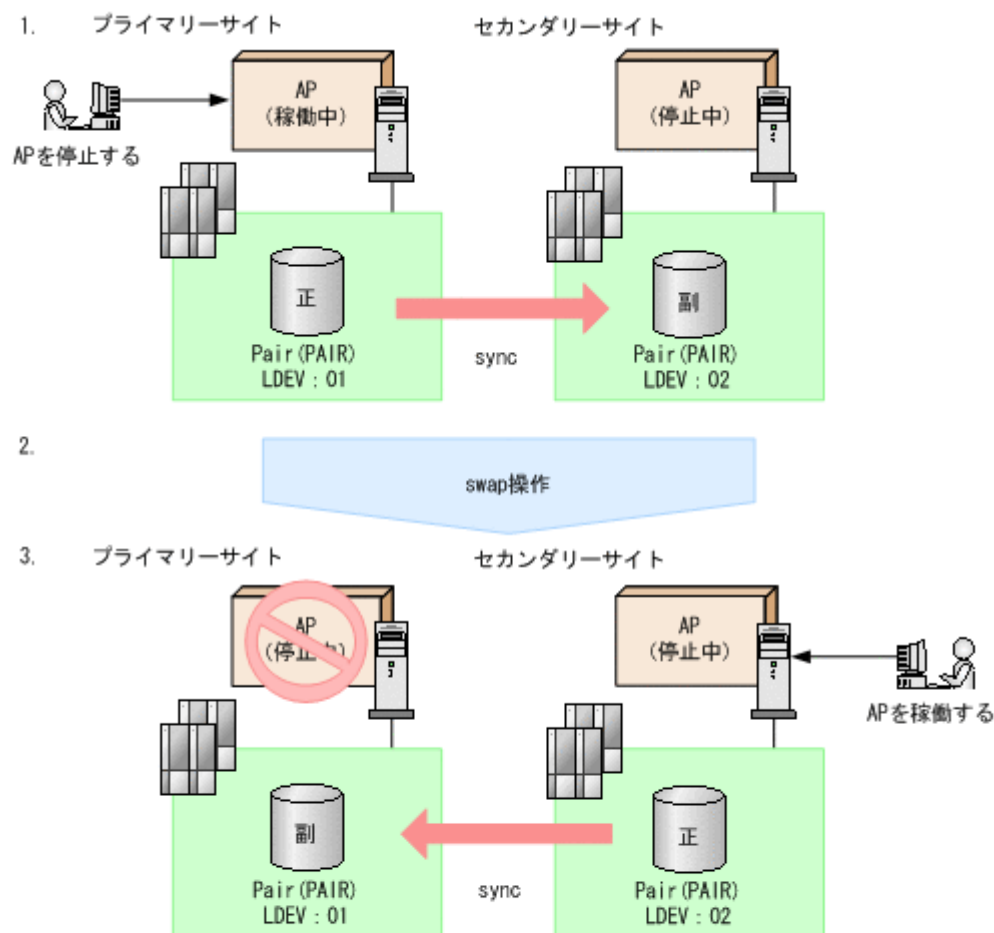 1. プライマリーサイト セカンダリーサイト
AP
(稼働中)
AP
(停止中)
APを停止する
正
副
Pair(PAIR)
LDEV : 01
sync
Pair(PAIR)
LDEV : 02
2.
swap操作
3. プライマリーサイト セカンダリーサイト
AP
(停止中)
AP
(停止中)
APを稼働する
副
正
Pair(PAIR)
LDEV : 01
sync
Pair(PAIR)
LDEV : 02